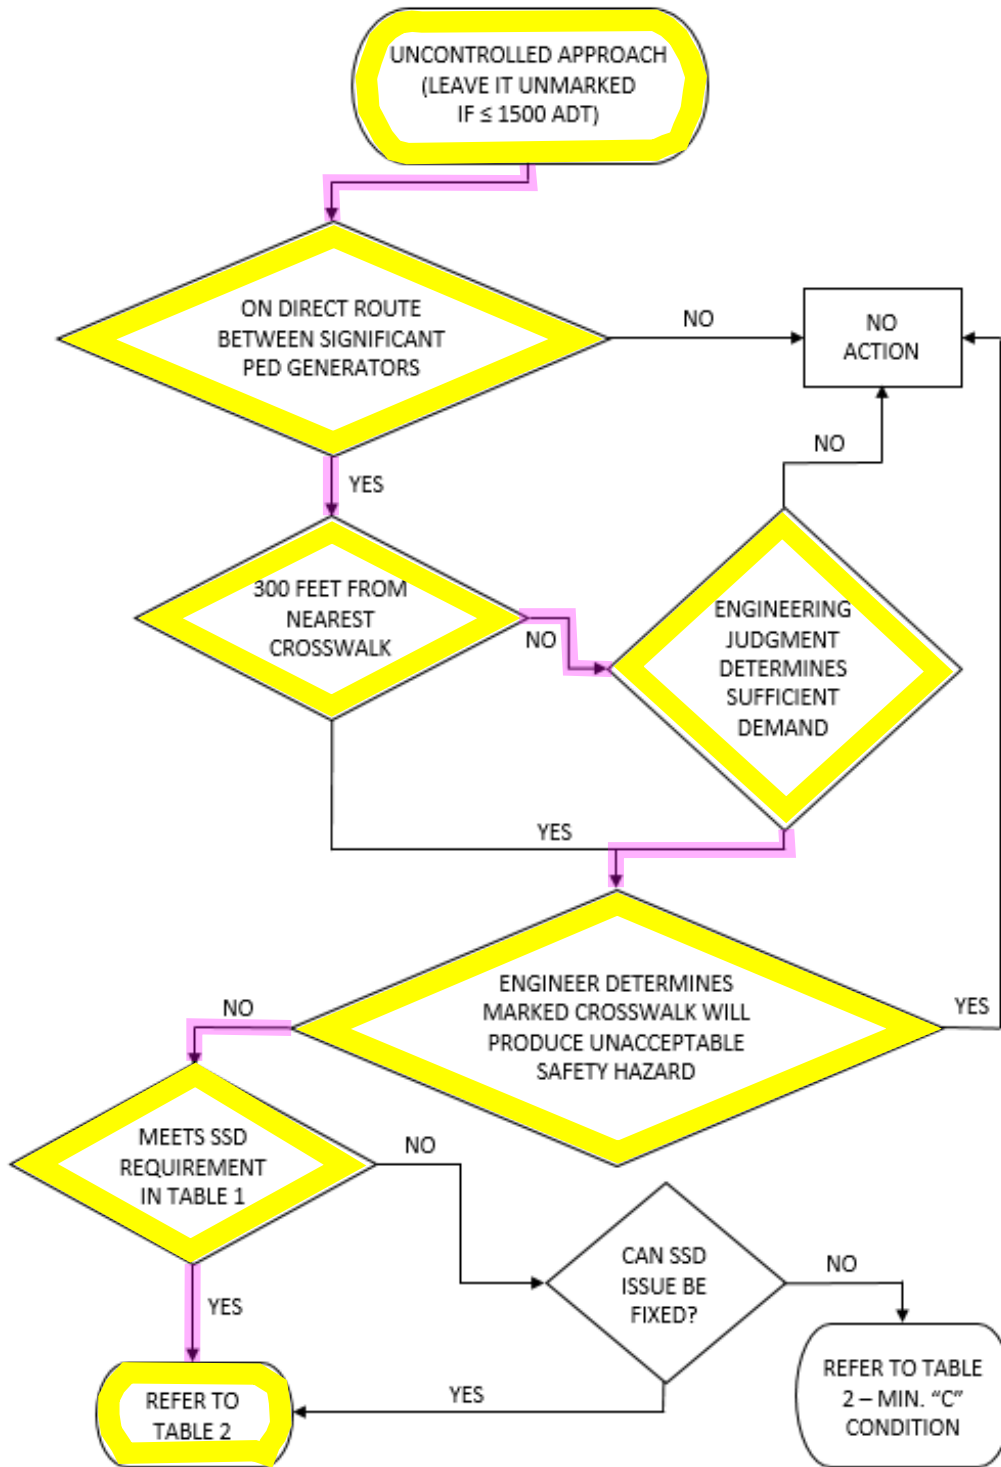 UNCONTROLLED APPROACH
(LEAVE IT UNMARKED
IF ≤ 1500 ADT)
ON DIRECT ROUTE
BETWEEN SIGNIFICANT
PED GENERATORS
NO
NO
ACTION
YES
NO
300 FEET FROM
NEAREST
CROSSWALK
NO
ENGINEERING
JUDGMENT
DETERMINES
SUFFICIENT
DEMAND
YES
ENGINEER DETERMINES
MARKED CROSSWALK WILL
PRODUCE UNACCEPTABLE
SAFETY HAZARD
NO
YES
MEETS SSD
REQUIREMENT
IN TABLE 1
NO
CAN SSD
ISSUE BE
FIXED?
NO
YES
REFER TO
TABLE 2
YES
REFER TO TABLE
2 – MIN. “C”
CONDITION